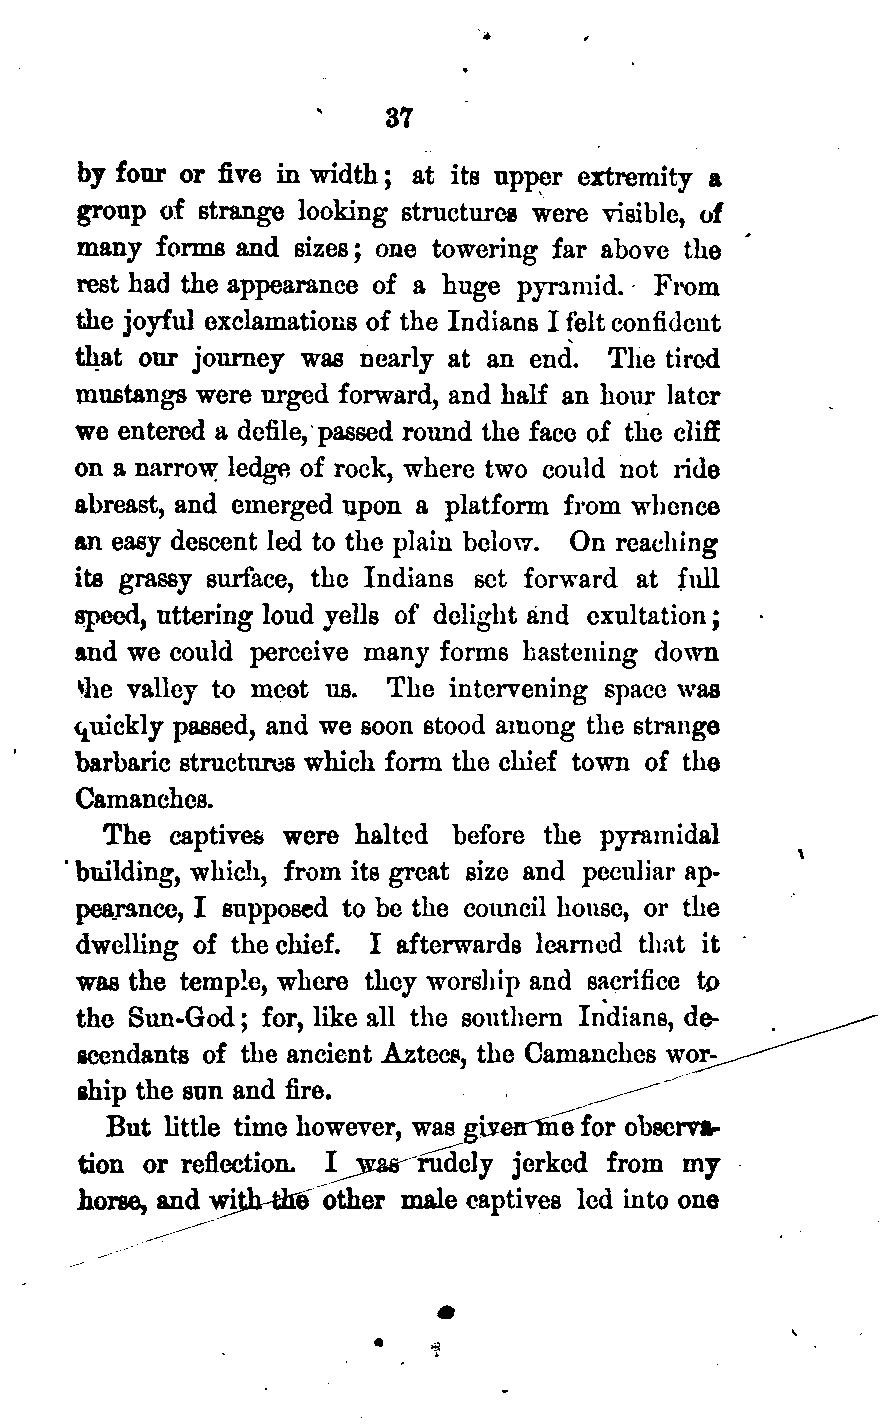 37
by four or five in width; at its upper extremity a
group of strange looking structures were visible, of
many forms and sizes; one towering far above the
rest had the appearance of a huge pyramid. From
the joyful exclamations of the Indians I felt confident
that our journey was nearly at an end. The tired
mustangs were urged forward, and half an hour later
we entered a defile, passed round the face of the cliff
on a narrow ledge of rock, where two could not ride
abreast, and emerged upon a platform from whence
an easy descent led to the plain below. On reaching
its grassy surface, the Indians set forward at full
speed, uttering loud yells of delight and exultation;
and we could perceive many forms hastening down
the valley to meet us. The intervening space was
quickly passed, and we soon stood among the strange
barbaric structures which form the chief town of the
Camanches.
The captives were halted before the pyramidal
building, which, from its great size and peculiar ap-
pearance, I supposed to be the council house, or the
dwelling of the chief. I afterwards learned that it
was the temple, where they worship and sacrifice to
the Sun-God; for, like all the southern Indians, de-
scendants of the ancient Aztecs, the Camanches wor-
ship the sun and fire.
But little time however, was given me for observa-
tion or reflection. I was rudely jerked from my
horse, and with the other male captives led into one